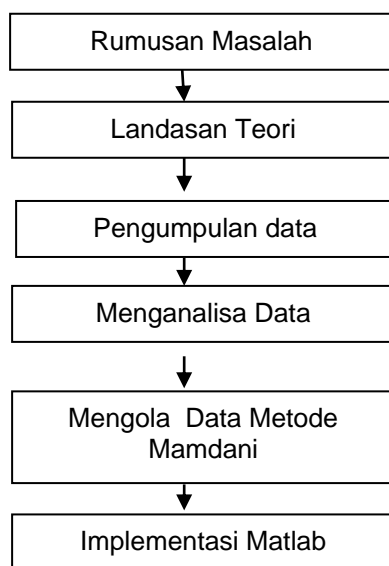 Rumusan Masalah
Landasan Teori
Pengumpulan data
Menganalisa Data
Mengola Data Metode
Mamdani
Implementasi Matlab